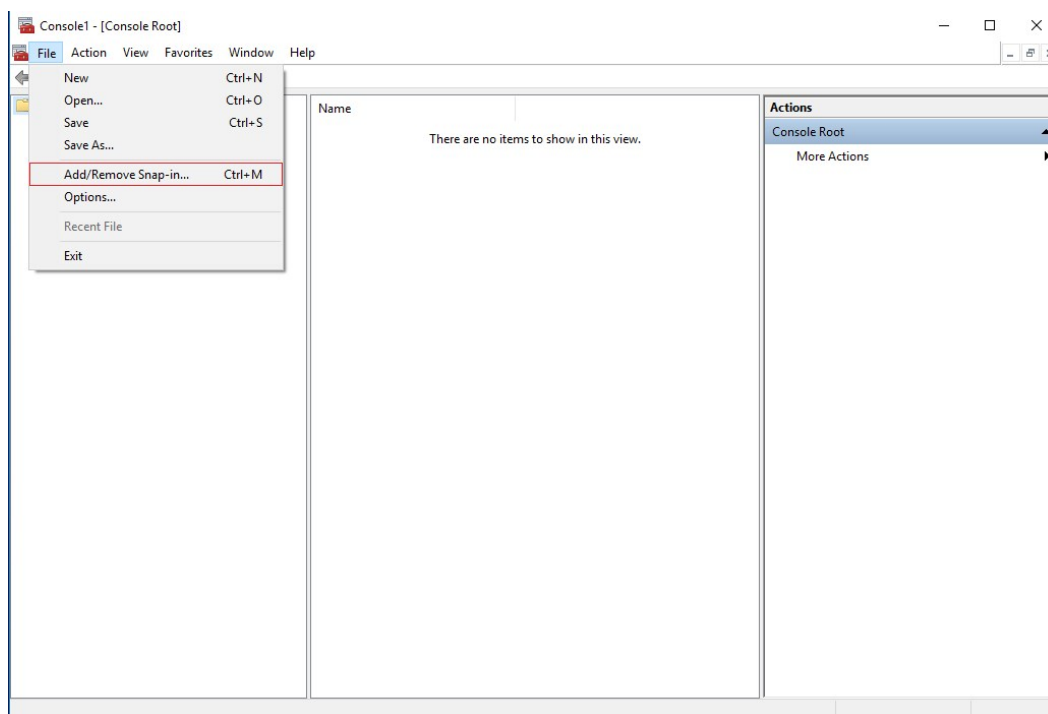 Console1 - [Console Root]
File Action View Favorites Window Help
New Ctrl+N
Open... Ctrl+O
Save Ctrl+S
Save As...
Add/Remove Snap-in... Ctrl+M
Options...
Recent File
Exit
Name
There are no items to show in this view.
Actions
Console Root
More Actions